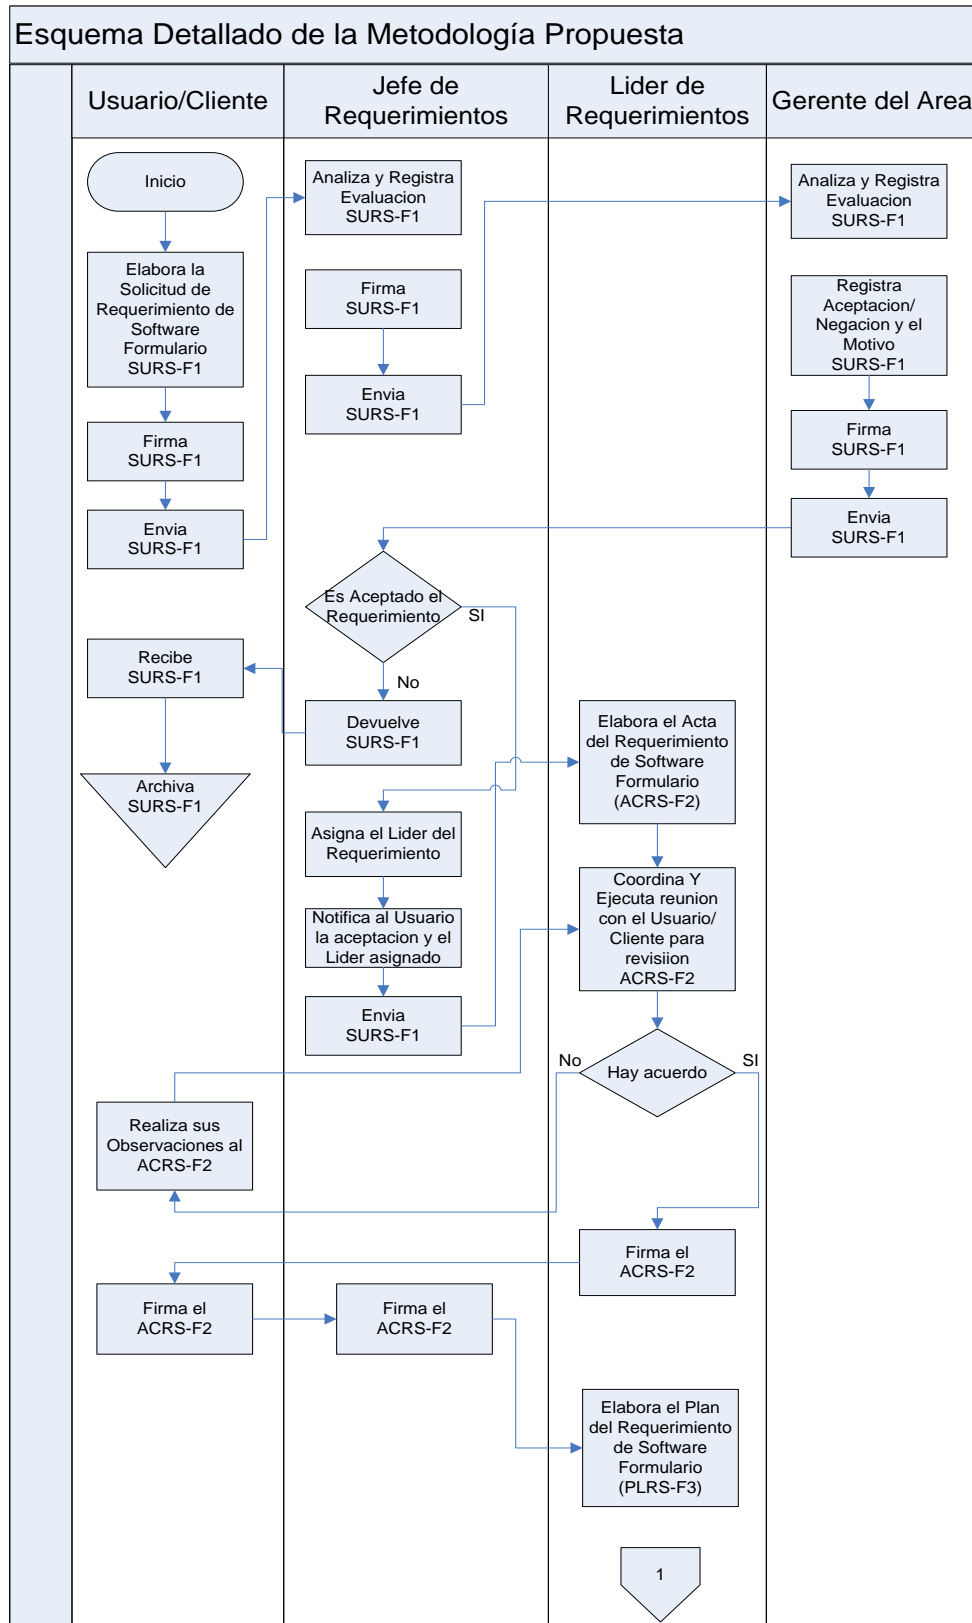 Esquema Detallado de la Metodología Propuesta
Usuario/Cliente
Jefe de
Requerimientos
Lider de
Requerimientos
Gerente del Area
Inicio
Analiza y Registra
Evaluacion
SURS-F1
Analiza y Registra
Evaluacion
SURS-F1
Elabora la
Solicitud de
Requerimiento de
Software
Formulario
SURS-F1
Firma
SURS-F1
Registra
Aceptacion/
Negacion y el
Motivo
SURS-F1
Envia
SURS-F1
Firma
SURS-F1
Firma
SURS-F1
Envia
SURS-F1
Envia
SURS-F1
Es Aceptado el
Requerimiento
SI
No
Recibe
SURS-F1
Devuelve
SURS-F1
Elabora el Acta
del Requerimiento
de Software
Formulario
(ACRS-F2)
Archiva
SURS-F1
Asigna el Lider del
Requerimiento
Coordina Y
Ejecuta reunion
con el Usuario/
Cliente para
revisiion
ACRS-F2
Notifica al Usuario
la aceptacion y el
Lider asignado
Envia
SURS-F1
No
Hay acuerdo
SI
Realiza sus
Observaciones al
ACRS-F2
Firma el
ACRS-F2
Firma el
ACRS-F2
Firma el
ACRS-F2
Elabora el Plan
del Requerimiento
de Software
Formulario
(PLRS-F3)
1